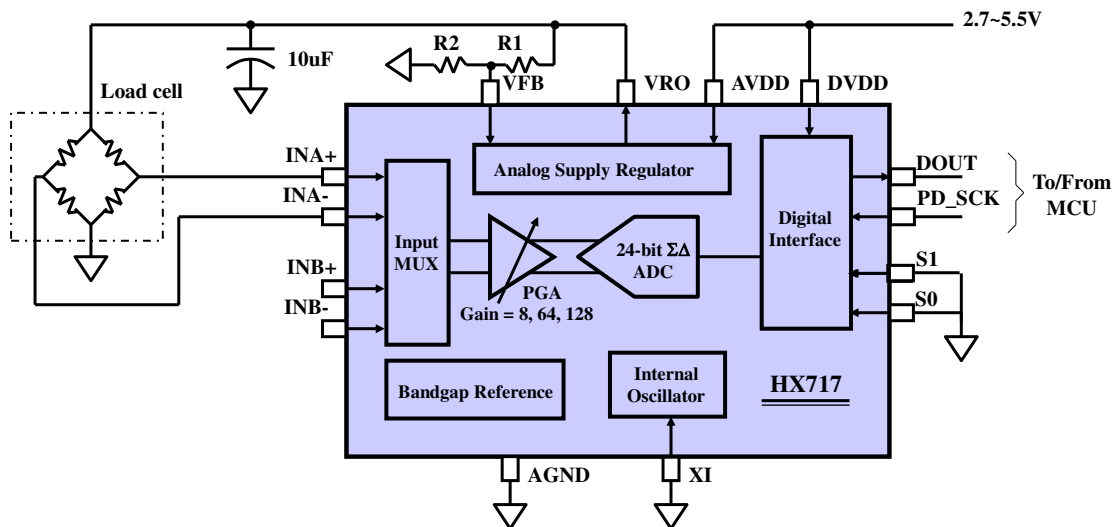 2.7~5.5V
R2
R1
10uF
VFB
VRO
AVDD
DVDD
Load cell
INA+
INA-
INB+
INB-
Analog Supply Regulator
DOUT
PD_SCK
To/From
MCU
Input
MUX
24-bit ΣΔ
ADC
Digital
Interface
S1
S0
PGA
Gain = 8, 64, 128
Bandgap Reference
Internal
Oscillator
HX717
AGND
XI